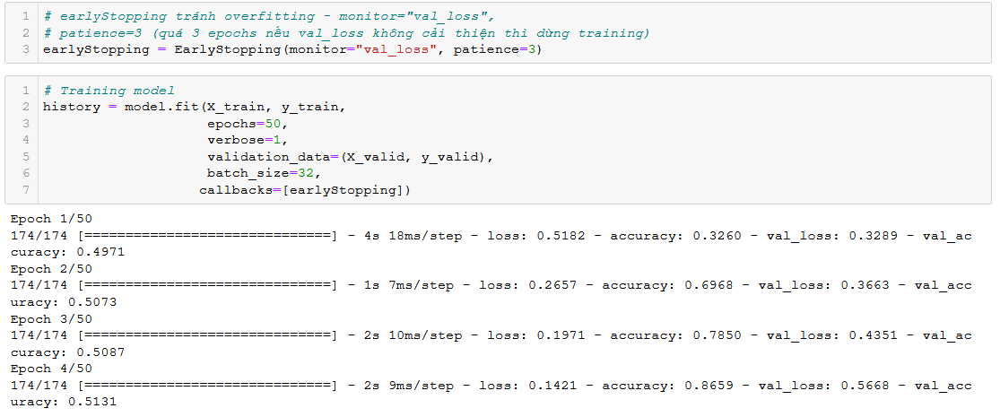 1 # earlyStopping tránh overfitting - monitor="val_loss",
2 # patience=3 (quá 3 epochs nếu val_loss không cải thiện thì dừng training)
3 earlyStopping = EarlyStopping(monitor="val_loss", patience=3)
1 # Training model
2 history = model.fit(X_train, y_train,
3 epochs=50,
4 verbose=1,
5 validation_data=(X_valid, y_valid),
6 batch_size=32,
7 callbacks=[earlyStopping])
Epoch 1/50
174/174 [==============================] - 4s 18ms/step - loss: 0.5182 - accuracy: 0.3260 - val_loss: 0.3289 - val_ac
curacy: 0.4971
Epoch 2/50
174/174 [==============================] - 1s 7ms/step - loss: 0.2657 - accuracy: 0.6968 - val_loss: 0.3663 - val_acc
uracy: 0.5073
Epoch 3/50
174/174 [==============================] - 2s 10ms/step - loss: 0.1971 - accuracy: 0.7850 - val_loss: 0.4351 - val_ac
curacy: 0.5087
Epoch 4/50
174/174 [==============================] - 2s 9ms/step - loss: 0.1421 - accuracy: 0.8659 - val_loss: 0.5668 - val_acc
uracy: 0.5131